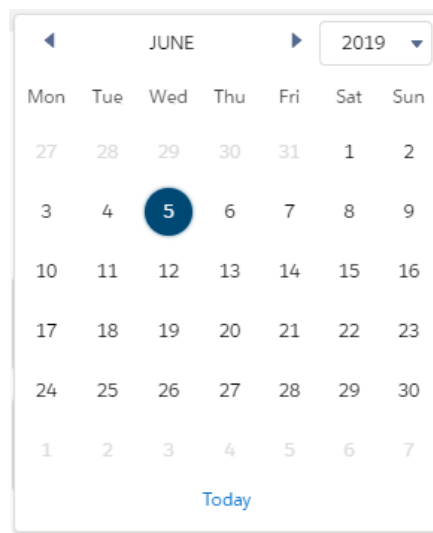 JUNE 2019
Mon Tue Wed Thu Fri Sat Sun
27 28 29 30 31 1 2
3 4 5 6 7 8 9
10 11 12 13 14 15 16
17 18 19 20 21 22 23
24 25 26 27 28 29 30
1 2 3 4 5 6 7
Today